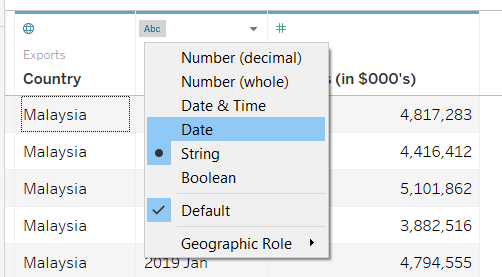 Abc
Exports
Country
(in $000's)
Number (decimal)
Number (whole)
Date & Time
Date
String
Boolean
Default
Geographic Role
Malaysia 4,817,283
Malaysia 4,416,412
Malaysia 5,101,862
Malaysia 3,882,516
Malaysia 2019 Jan 4,794,555